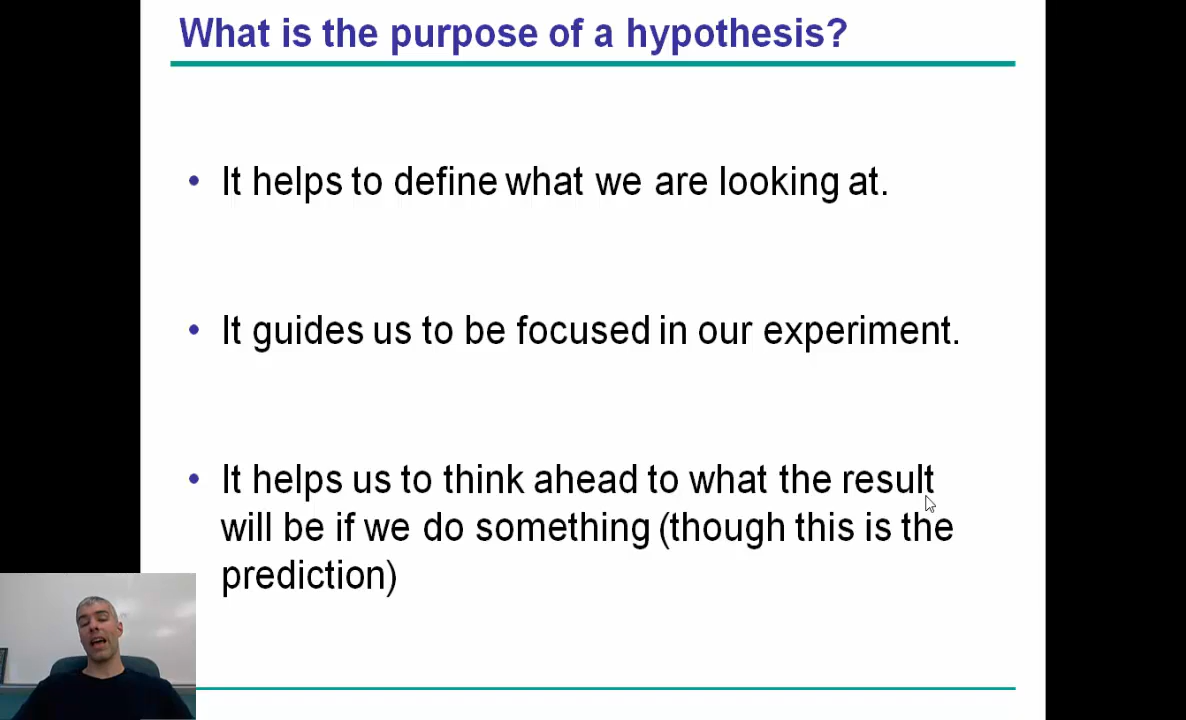 What is the purpose of a hypothesis?
• It helps to define what we are looking at.
• It guides us to be focused in our experiment.
• It helps us to think ahead to what the result
will be if we do something (though this is the
prediction)